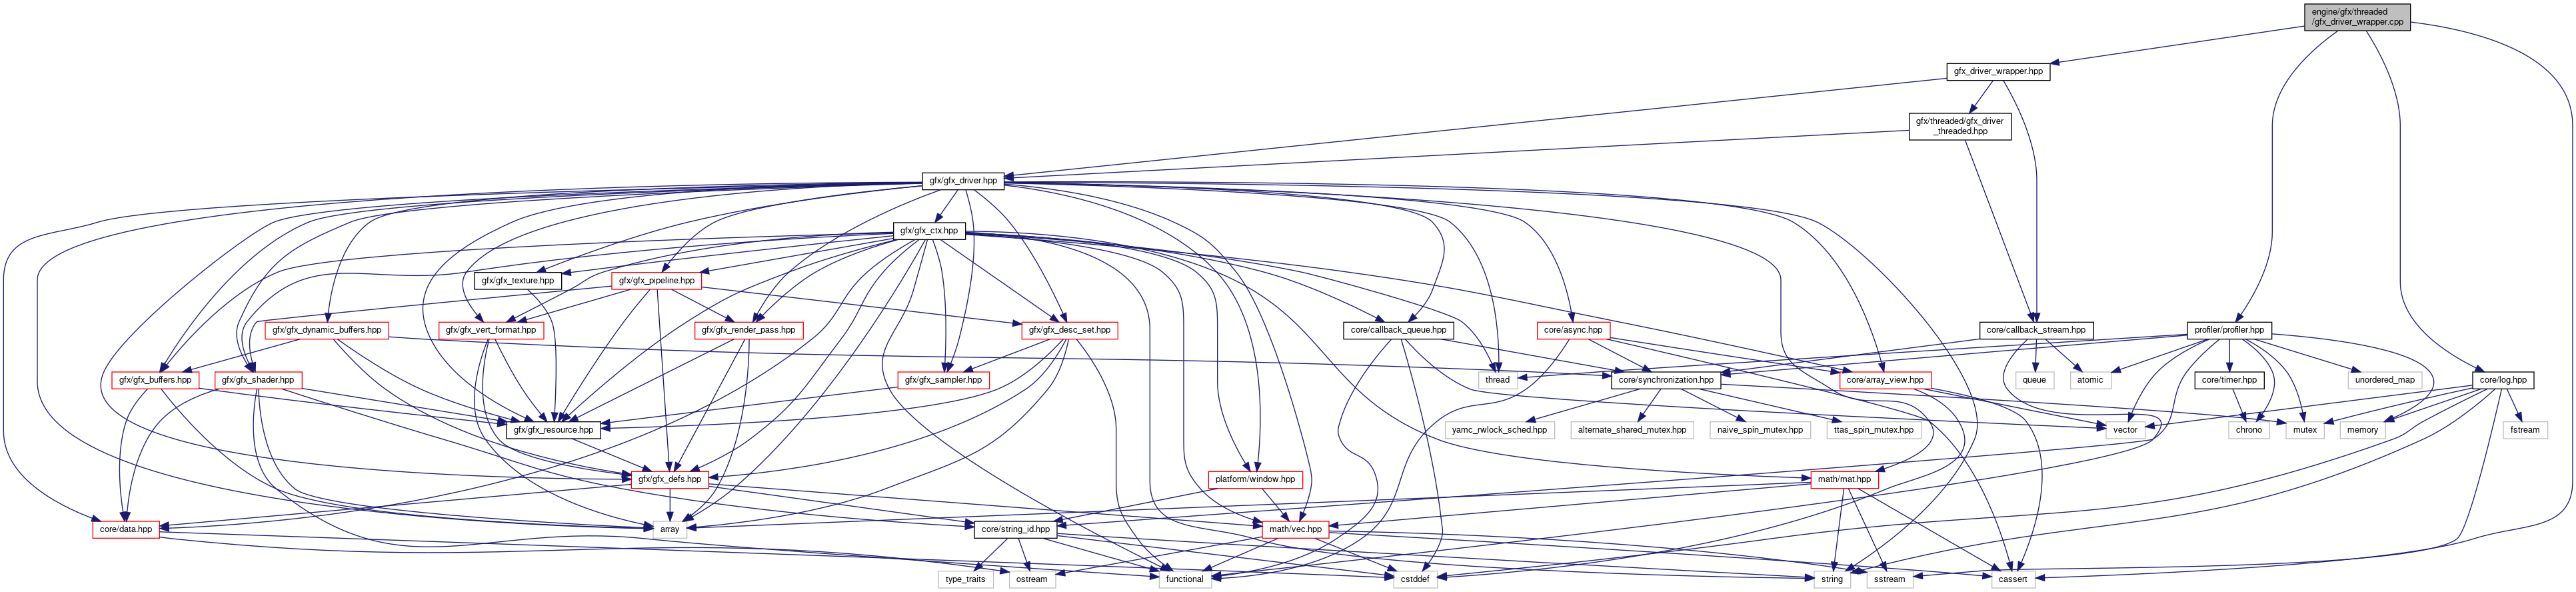 engine/gfx/threaded
/gfx_driver_wrapper.cpp
gfx_driver_wrapper.hpp
gfx/threaded/gfx_driver
_threaded.hpp
gfx/gfx_driver.hpp
gfx/gfx_ctx.hpp
gfx/gfx_texture.hpp
gfx/gfx_pipeline.hpp
gfx/gfx_dynamic_buffers.hpp
gfx/gfx_vert_format.hpp
gfx/gfx_render_pass.hpp
gfx/gfx_desc_set.hpp
core/callback_queue.hpp
core/async.hpp
core/callback_stream.hpp
profiler/profiler.hpp
gfx/gfx_buffers.hpp
gfx/gfx_shader.hpp
gfx/gfx_sampler.hpp
thread
core/synchronization.hpp
core/array_view.hpp
queue
atomic
core/timer.hpp
unordered_map
core/log.hpp
gfx/gfx_resource.hpp
yamc_rwlock_sched.hpp
alternate_shared_mutex.hpp
naive_spin_mutex.hpp
ttas_spin_mutex.hpp
vector
chrono
mutex
memory
fstream
gfx/gfx_defs.hpp
platform/window.hpp
math/mat.hpp
core/data.hpp
array
core/string_id.hpp
math/vec.hpp
type_traits
ostream
functional
cstddef
string
sstream
cassert